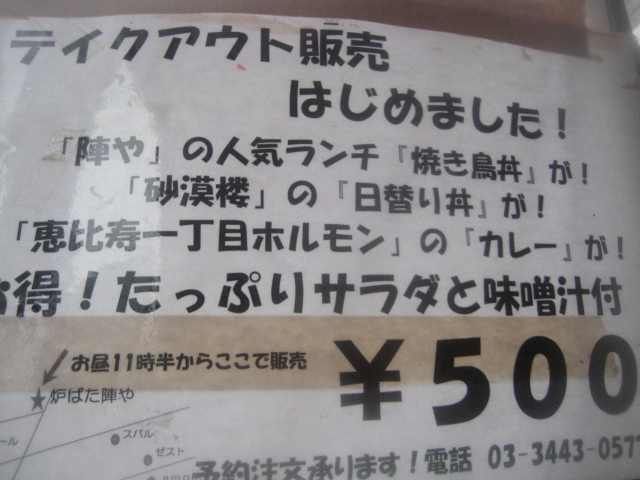 テイクアウト販売
はじめました!
「陣や」の人気ランチ『焼き鳥丼』が!
「砂漠楼」の『日替り丼』が!
「恵比寿一丁目ホルモン」の『カレー』が!
お得!たっぷりサラダと味噌汁付
お昼11時半からここで販売
¥500
炉ばた陣や
スバル
ール
ゼスト
予約注文承ります!電話 03-3443-057